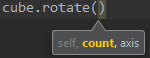 cube.rotate()
self, count, axis